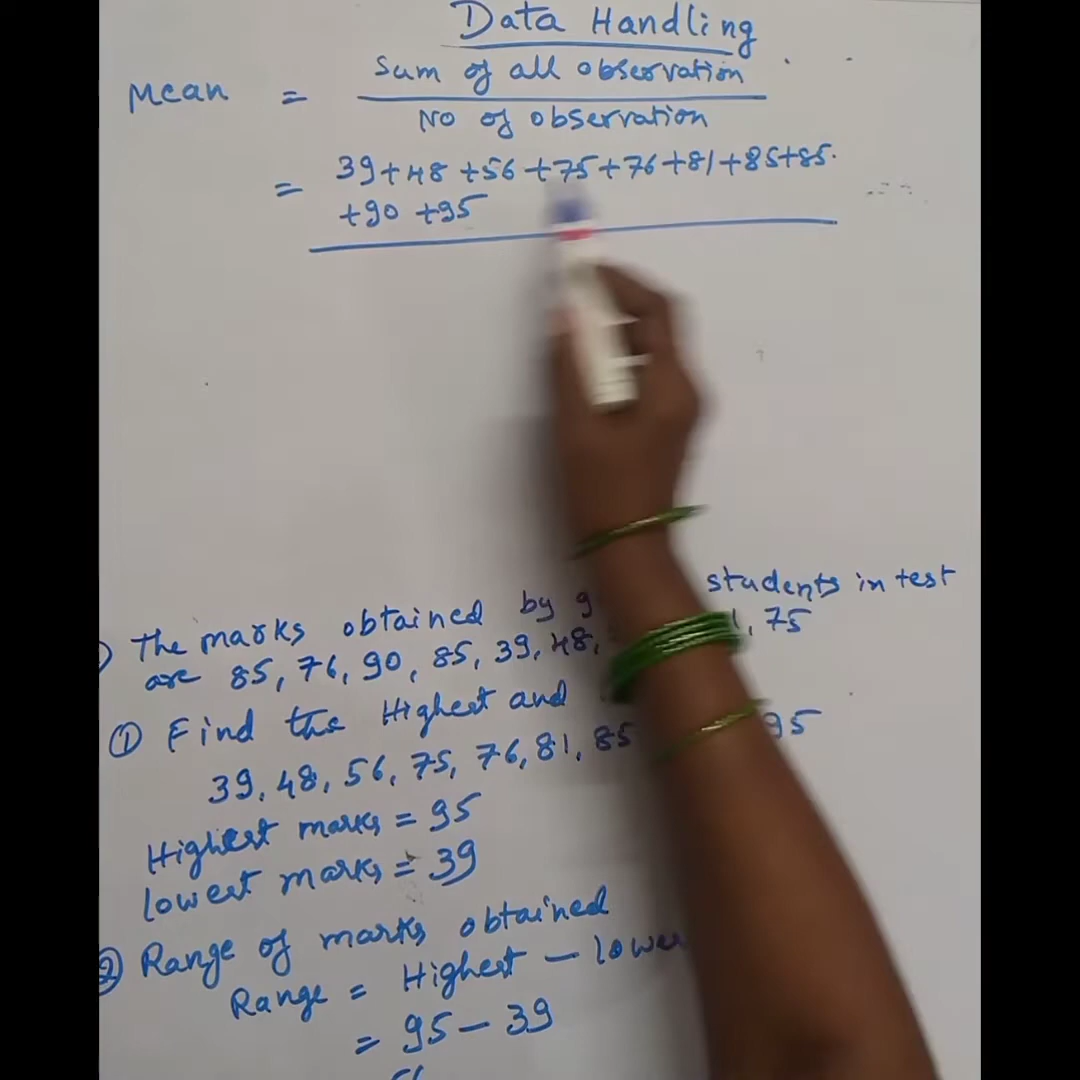 Data Handling
Mean = Sum of all observation
No of observation
= 39+48+56+75+76+81+85+85
+90+95
The marks obtained by g students in test
are 85, 76, 90, 85, 39, 48, 75
① Find the Highest and
39, 48, 56, 75, 76, 81, 85 95
Highest marks = 95
lowest marks = 39
② Range of marks obtained
Range = Highest - lowe
= 95 - 39